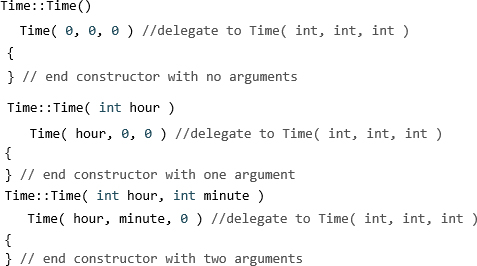 Time::Time()
Time( 0, 0, 0 ) //delegate to Time( int, int, int )
{
} // end constructor with no arguments
Time::Time( int hour )
Time( hour, 0, 0 ) //delegate to Time( int, int, int )
{
} // end constructor with one argument
Time::Time( int hour, int minute )
Time( hour, minute, 0 ) //delegate to Time( int, int, int )
{
} // end constructor with two arguments